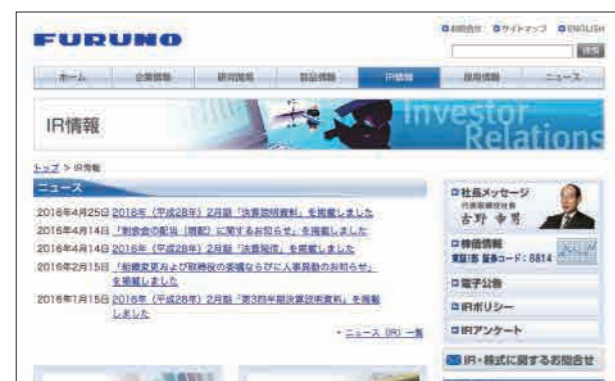 FURUNO
お問合せ サイトマップ ENGLISH
検索
ホーム 企業情報 研究開発 製品情報 IR情報 採用情報 ニュース
IR情報
Investor
Relations
トップ > IR情報
ニュース
2016年4月25日 2016年（平成28年）2月期「決算説明資料」を掲載しました
2016年4月14日 「剰余金の配当（増配）に関するお知らせ」を掲載しました
2016年4月14日 2016年（平成28年）2月期「決算短信」を掲載しました
2016年2月15日 「組織変更および取締役の委嘱ならびに人事異動のお知らせ」
を掲載しました
2016年1月15日 2016年（平成28年）2月期「第3四半期決算説明資料」を掲載
しました
ニュース（IR）一覧
社長メッセージ
代表取締役社長
古野 幸男
株価情報
東証1部 証券コード：6814
電子公告
IRポリシー
IRアンケート
IR・株式に関するお問合せ